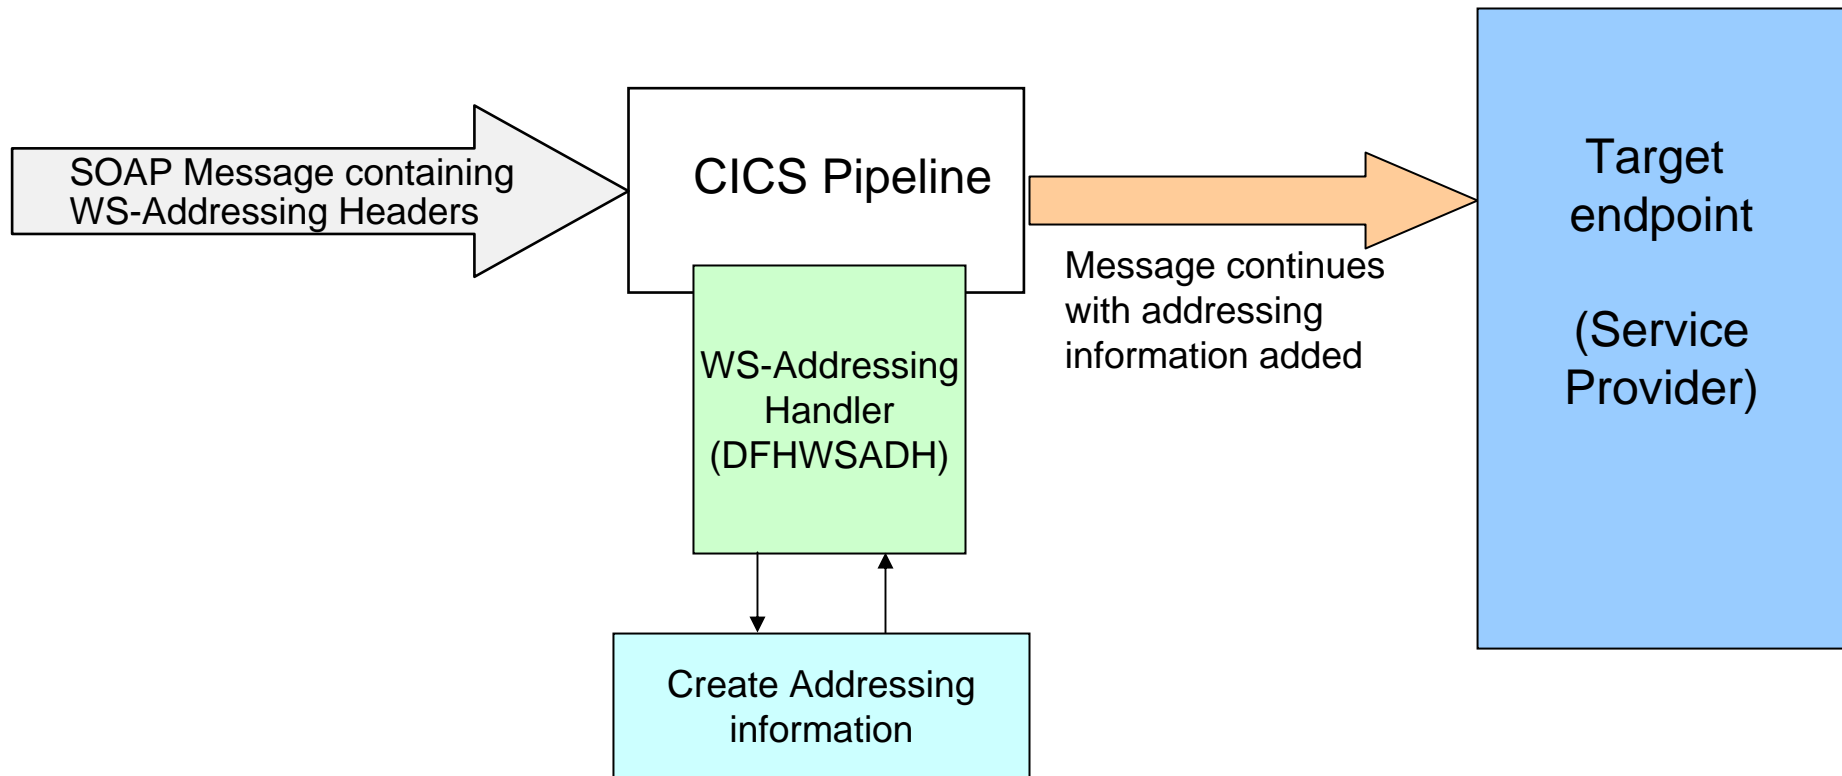 SOAP Message containing
WS-Addressing Headers
CICS Pipeline
Message continues
with addressing
information added
Target
endpoint
(Service
Provider)
WS-Addressing
Handler
(DFHWSADH)
Create Addressing
information